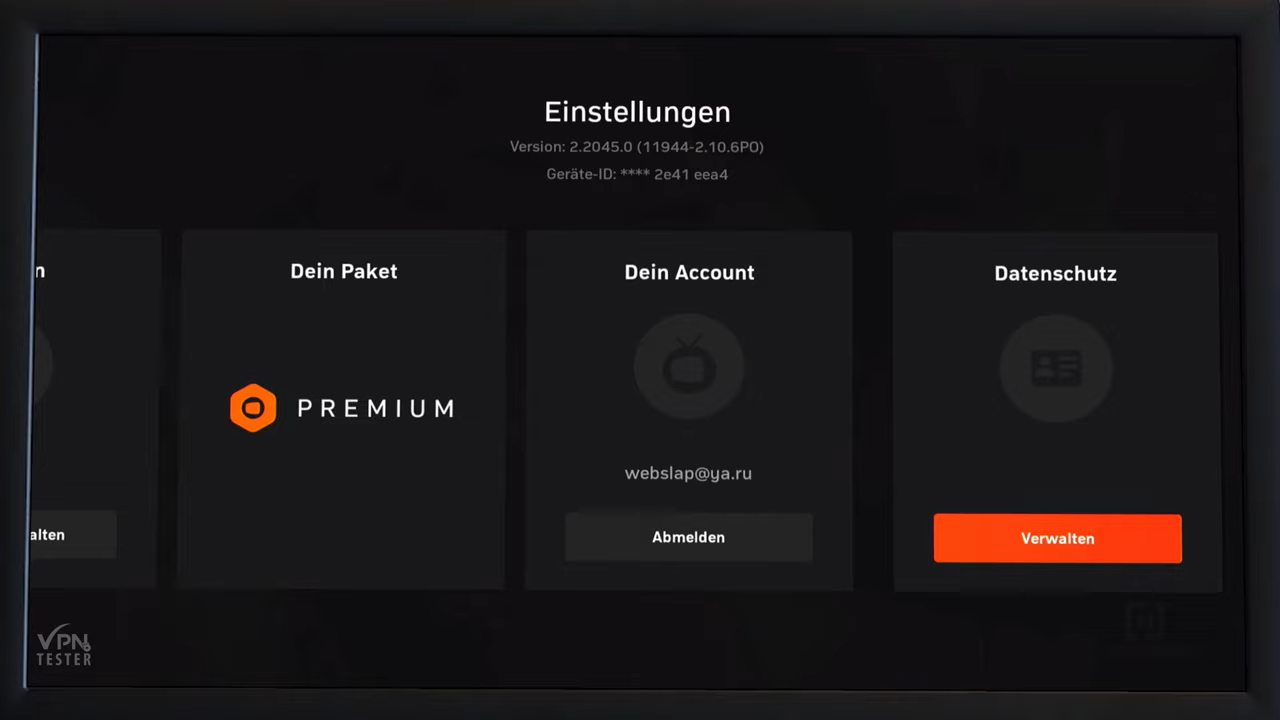 Einstellungen
Version: 2.2045.0 (11944-2.10.6PO)
Geräte-ID: **** 2e41 eea4
n
alten
Dein Paket
PREMIUM
Dein Account
webslap@ya.ru
Abmelden
Datenschutz
Verwalten
VPN
TESTER